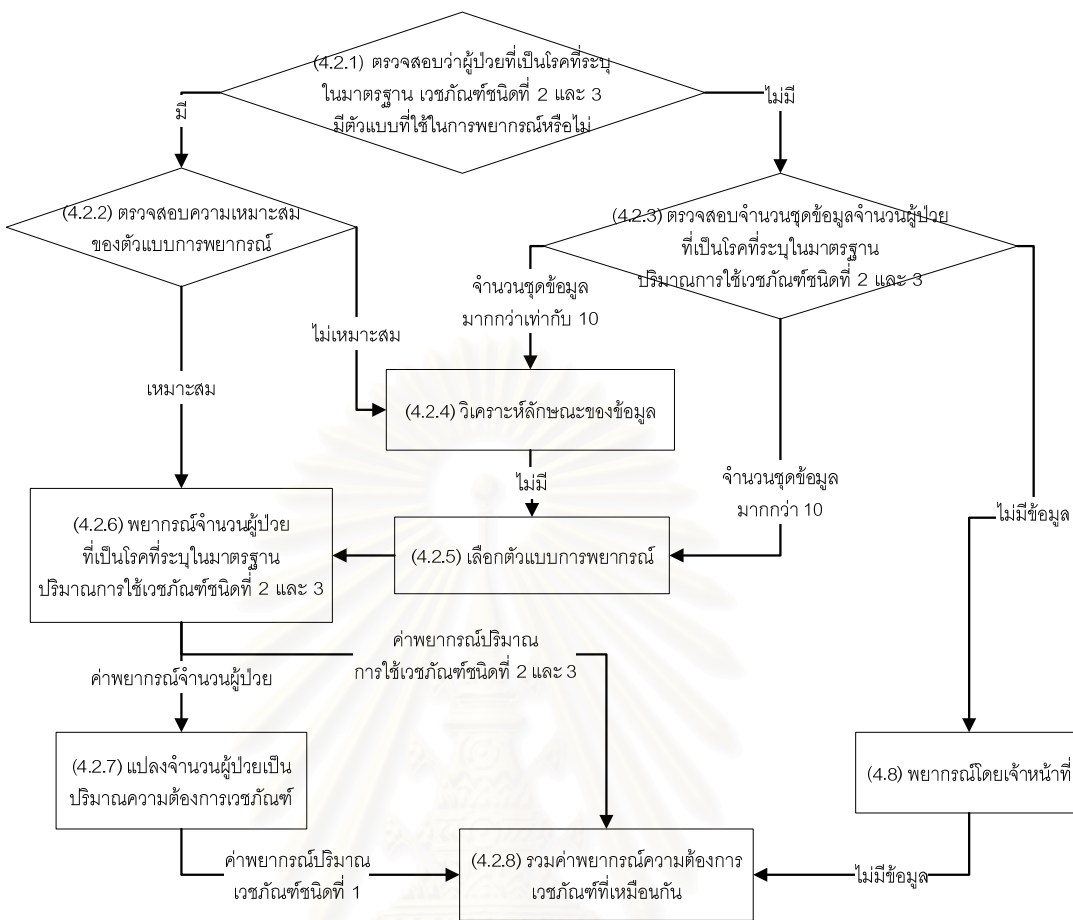 (4.2.1) ตรวจสอบว่าผู้ป่วยที่เป็นโรคที่ระบุ
ในมาตรฐาน เวชภัณฑ์ชนิดที่ 2 และ 3
มีตัวแบบที่ใช้ในการพยากรณ์หรือไม่
มี
ไม่มี
(4.2.2) ตรวจสอบความเหมาะสม
ของตัวแบบการพยากรณ์
(4.2.3) ตรวจสอบจำนวนชุดข้อมูลจำนวนผู้ป่วย
ที่เป็นโรคที่ระบุในมาตรฐาน
ปริมาณการใช้เวชภัณฑ์ชนิดที่ 2 และ 3
จำนวนชุดข้อมูล
มากกว่าเท่ากับ 10
ไม่เหมาะสม
เหมาะสม
(4.2.4) วิเคราะห์ลักษณะของข้อมูล
ไม่มี
จำนวนชุดข้อมูล
มากกว่า 10
ไม่มีข้อมูล
(4.2.6) พยากรณ์จำนวนผู้ป่วย
ที่เป็นโรคที่ระบุในมาตรฐาน
ปริมาณการใช้เวชภัณฑ์ชนิดที่ 2 และ 3
(4.2.5) เลือกตัวแบบการพยากรณ์
ค่าพยากรณ์ปริมาณ
การใช้เวชภัณฑ์ชนิดที่ 2 และ 3
ค่าพยากรณ์จำนวนผู้ป่วย
(4.2.7) แปลงจำนวนผู้ป่วยเป็น
ปริมาณความต้องการเวชภัณฑ์
(4.8) พยากรณ์โดยเจ้าหน้าที่
ค่าพยากรณ์ปริมาณ
เวชภัณฑ์ชนิดที่ 1
(4.2.8) รวมค่าพยากรณ์ความต้องการ
เวชภัณฑ์ที่เหมือนกัน
ไม่มีข้อมูล